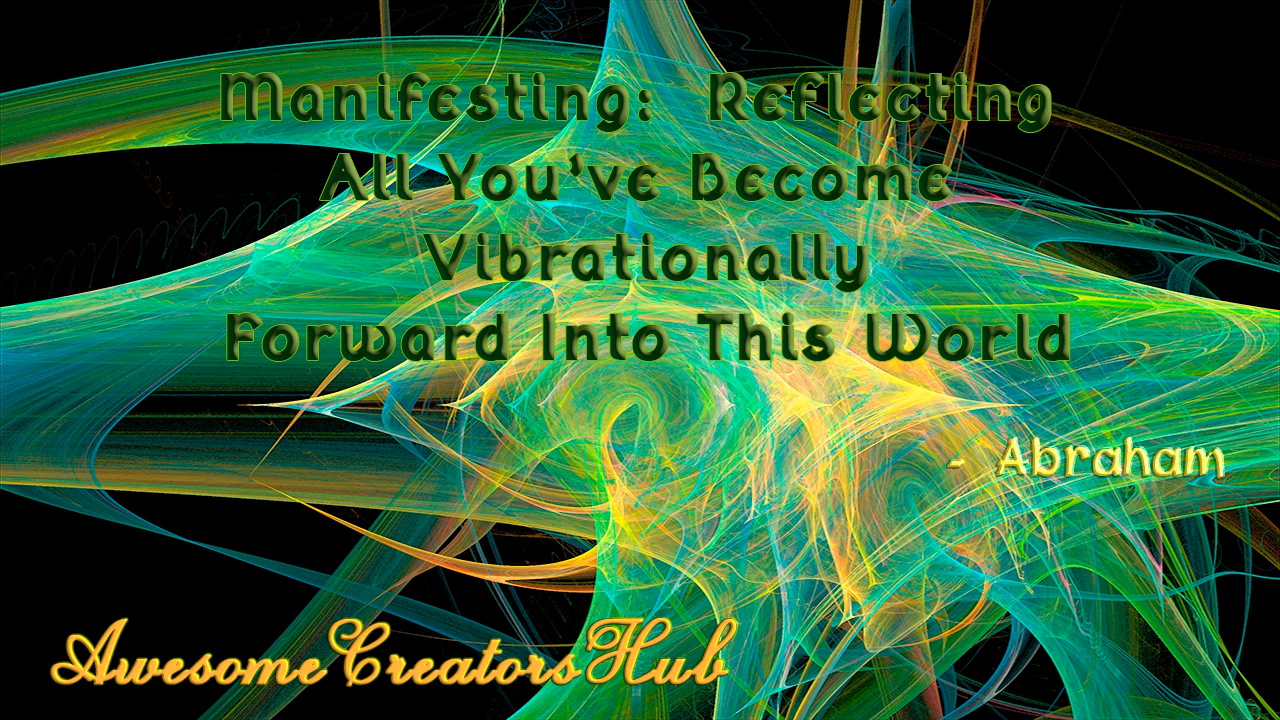 Manifesting: Reflecting
All You've Become
Vibrationally
Forward Into This World
- Abraham
AwesomeCreatorsHub